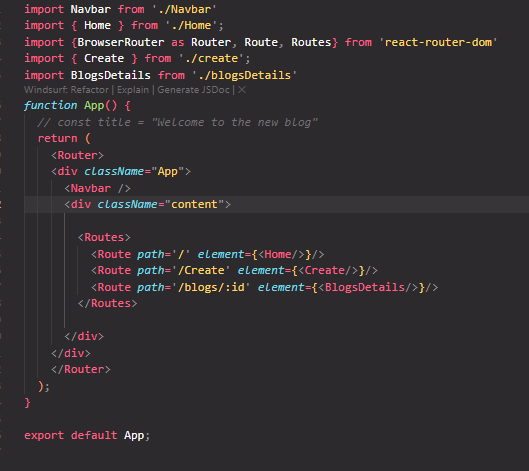 import Navbar from './Navbar'
import { Home } from './Home';
import {BrowserRouter as Router, Route, Routes} from 'react-router-dom'
import { Create } from './create';
import BlogsDetails from './blogsDetails'
Windsurf: Refactor | Explain | Generate JSDoc | ✕
function App() {
  // const title = "Welcome to the new blog"
  return (
    <Router>
    <div className="App">
      <Navbar />
      <div className="content">
        <Routes>
          <Route path='/' element={<Home/>}/>
          <Route path='/Create' element={<Create/>}/>
          <Route path='/blogs/:id' element={<BlogsDetails/>}/>
        </Routes>
      </div>
    </div>
    </Router>
  );
}
export default App;